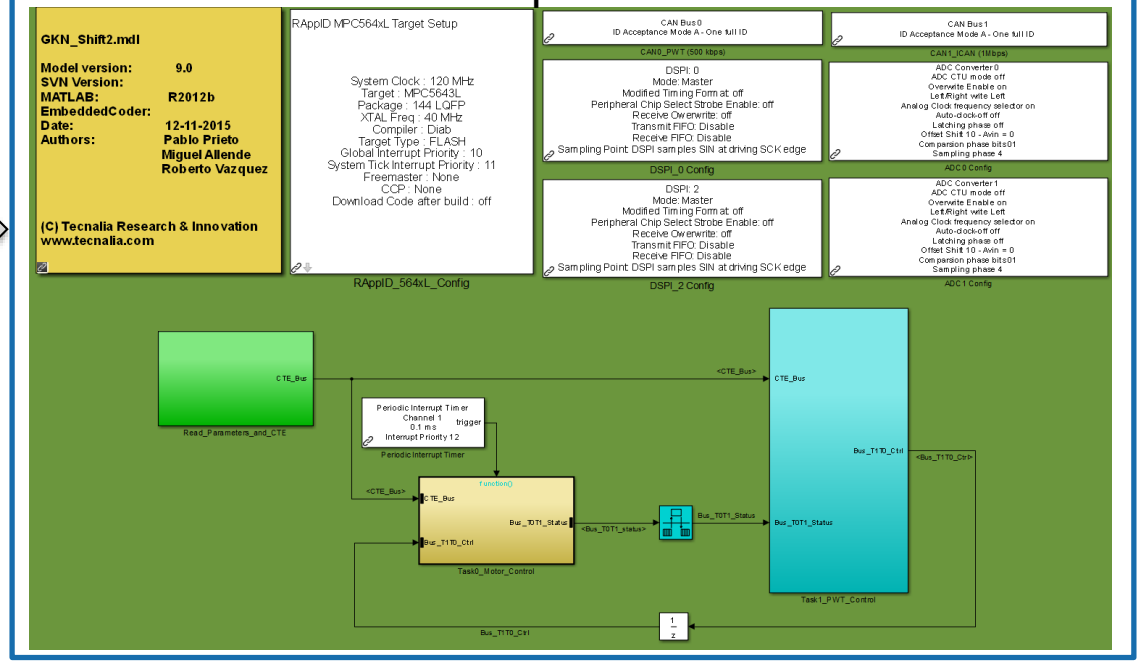 GKN_Shift2.mdl
Model version: 9.0
SVN Version:
MATLAB: R2012b
EmbeddedCoder:
Date: 12-11-2015
Authors: Pablo Prieto
Miguel Allende
Roberto Vazquez
(C) Tecnalia Research & Innovation
www.tecnalia.com
RAppID MPC564xL Target Setup
System Clock : 120 MHz
Target : MPC5643L
Package : 144 LQFP
XTAL Freq : 40 MHz
Compiler : Diab
Target Type : FLASH
Global Interrupt Priority : 10
System Tick Interrupt Priority : 11
Freemaster : None
CCP : None
Download Code after build : off
RAppID_564xL_Config
CAN Bus 0
ID Acceptance Mode A - One full ID
CAN0_PWT (500 kbps)
DSPI: 0
Mode: Master
Modified Timing Format: off
Peripheral Chip Select Strobe Enable: off
Receive Owerwrite: off
Transmit FIFO: Disable
Receive FIFO: Disable
Sampling Point: DSPI samples SIN at driving SCK edge
DSPI_0 Config
DSPI: 2
Mode: Master
Modified Timing Format: off
Peripheral Chip Select Strobe Enable: off
Receive Owerwrite: off
Transmit FIFO: Disable
Receive FIFO: Disable
Sampling Point: DSPI samples SIN at driving SCK edge
DSPI_2 Config
CAN Bus 1
ID Acceptance Mode A - One full ID
CAN1_ICAN (1Mbps)
ADC Converter 0
ADC CTU mode off
Overwrite Enable on
Left/Right write Left
Analog Clock frequency selector on
Auto-clock-off off
Latching phase off
Offset Shift 10 - Avin = 0
Comparsion phase bits 01
Sampling phase 4
ADC0 Config
ADC Converter 1
ADC CTU mode off
Overwrite Enable on
Left/Right write Left
Analog Clock frequency selector on
Auto-clock-off off
Latching phase off
Offset Shift 10 - Avin = 0
Comparsion phase bits 01
Sampling phase 4
ADC1 Config
CTE_Bus
Read_Parameters_and_CTE
<CTE_Bus>
Periodic Interrupt Timer
Channel 1
0.1 ms
Interrupt Priority 12
trigger
Periodic Interrupt Timer
<CTE_Bus>
function()
CTE_Bus
Bus_T1T0_Ctrl
Bus_T0T1_Status
Task0_Motor_Control
<Bus_T0T1_status>
Bus_T0T1_Status
CTE_Bus
Bus_T1T0_Ctrl
Bus_T0T1_Status
Task1_PWT_Control
<Bus_T1T0_Ctrl>
1
z
Bus_T1T0_Ctrl